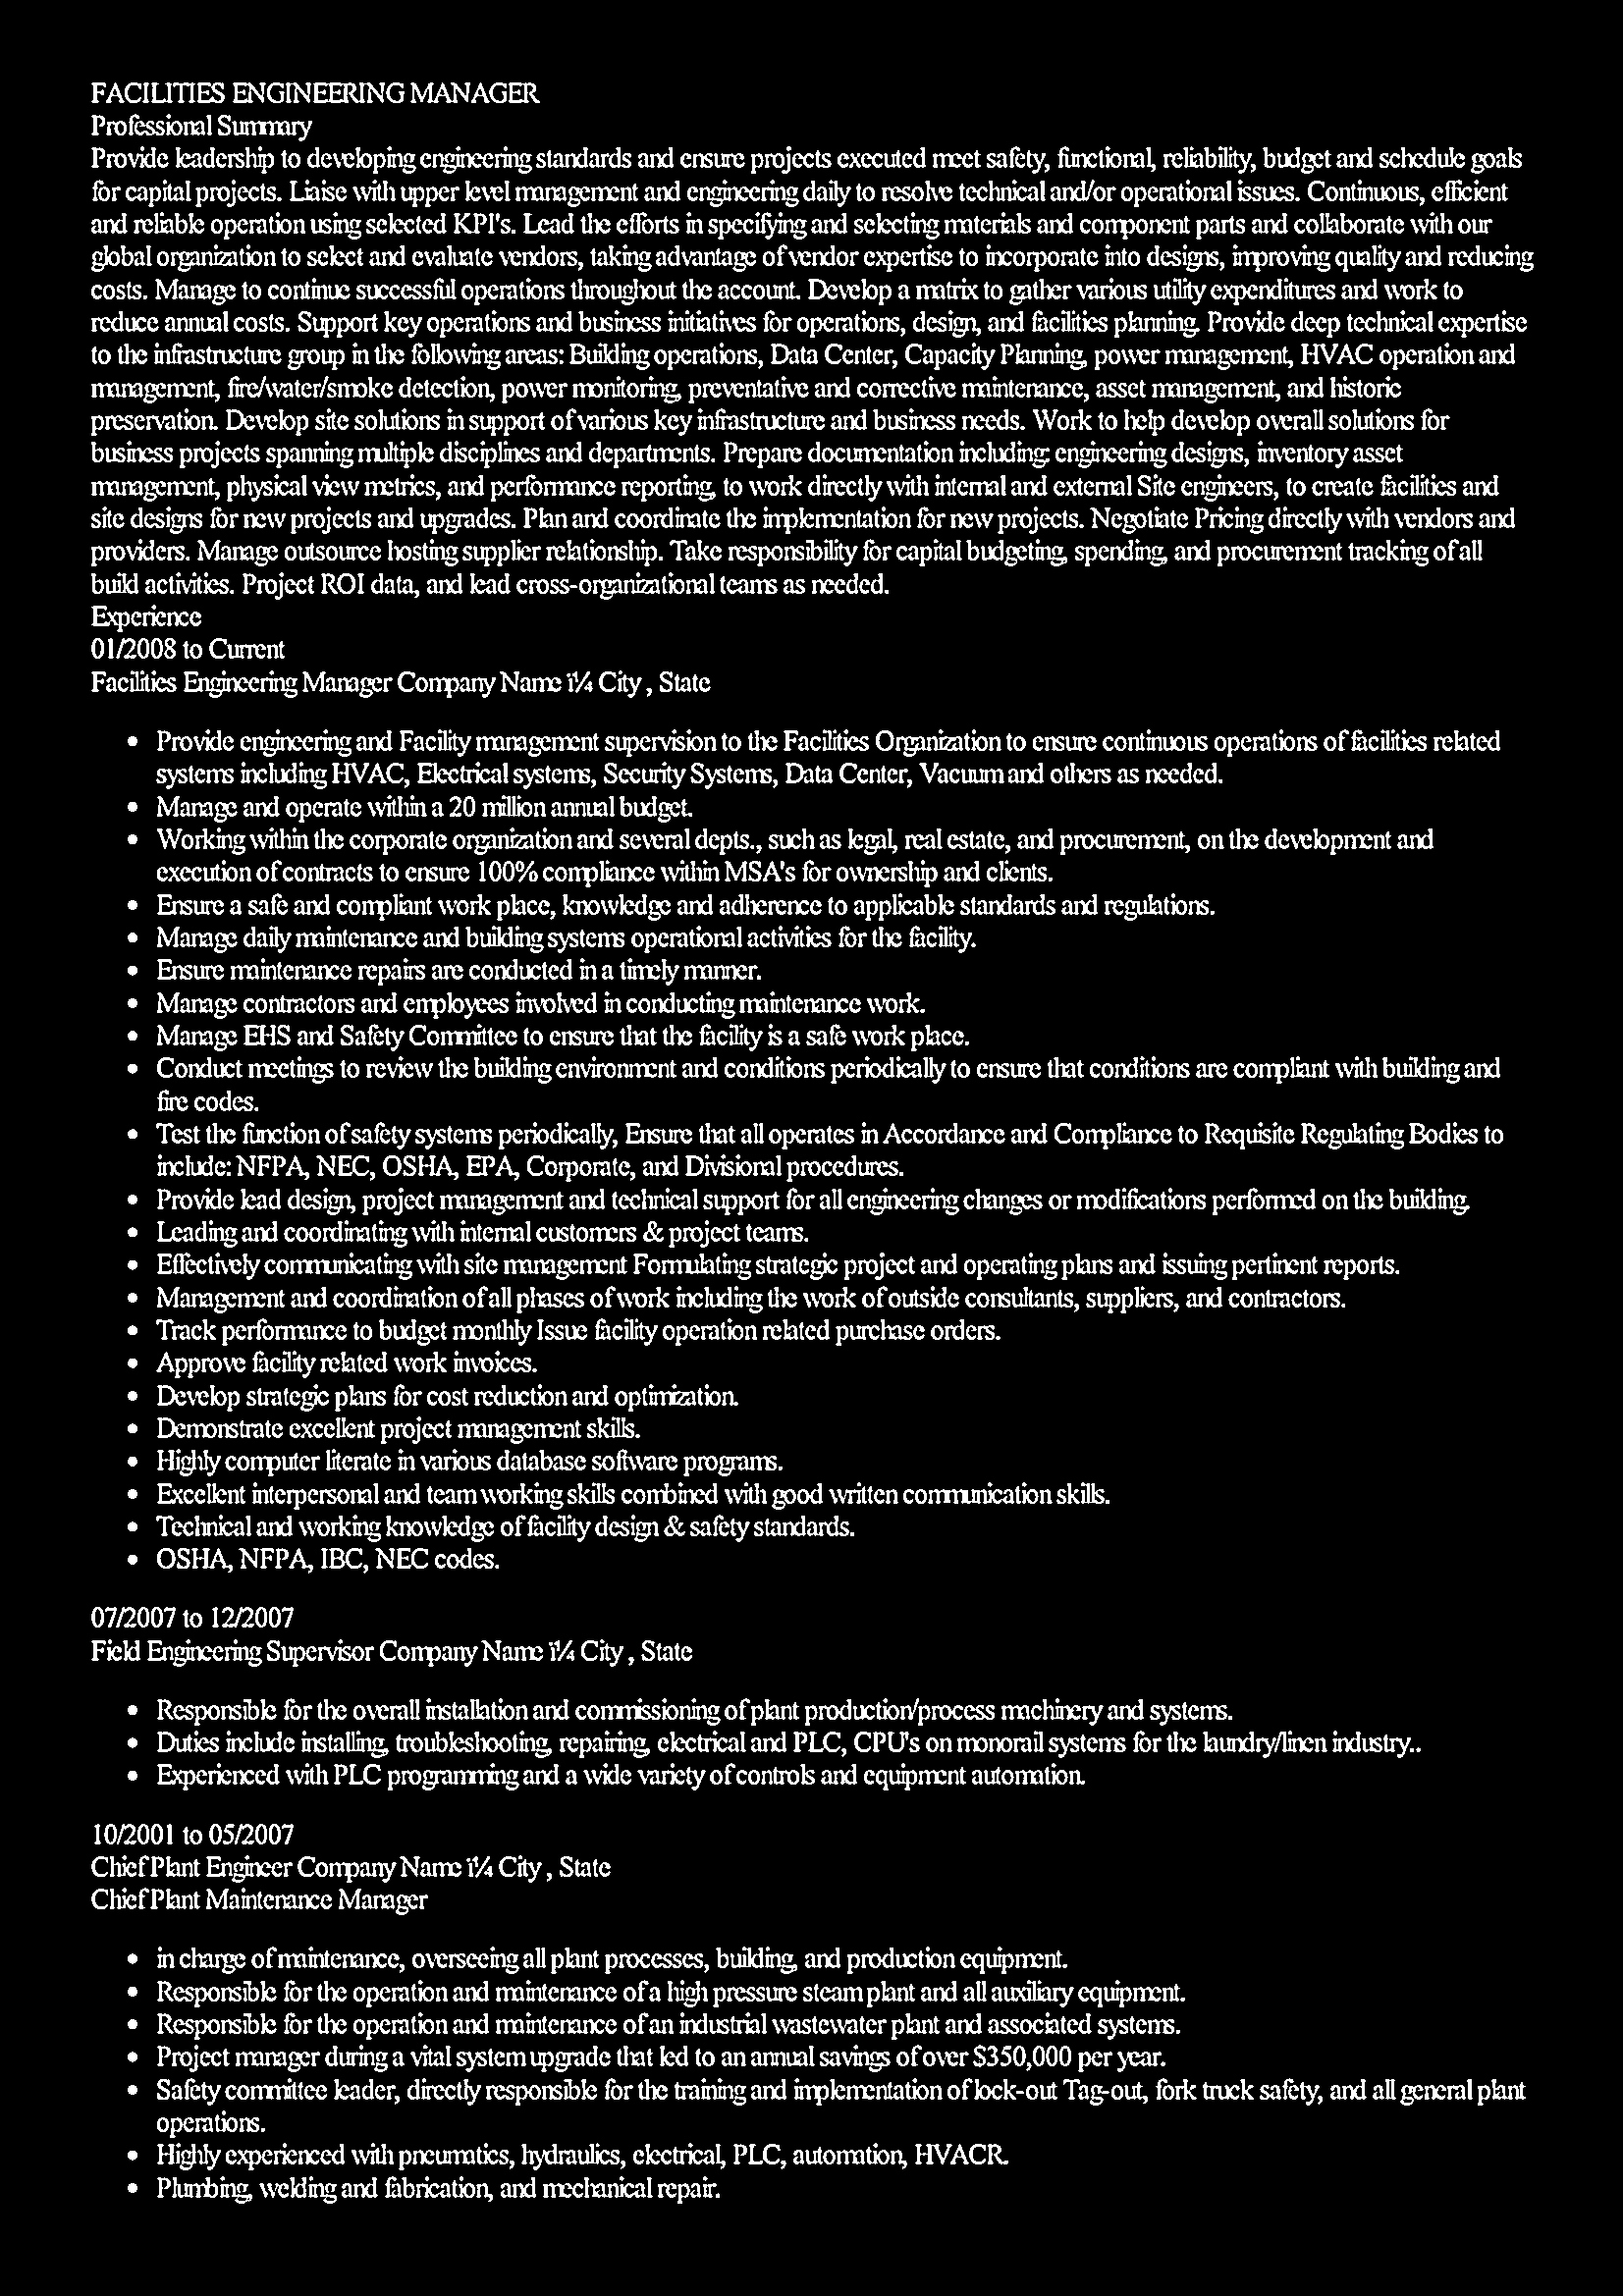 FACILITIES ENGINEERING MANAGER
Professional Summary
Provide leadership to developing engineering standards and ensure projects executed meet safety, functional, reliability, budget and schedule goals
for capital projects. Liaise with upper level management and engineering daily to resolve technical and/or operational issues. Continuous, efficient
and reliable operation using selected KPI's. Lead the efforts in specifying and selecting materials and component parts and collaborate with our
global organization to select and evaluate vendors, taking advantage of vendor expertise to incorporate into designs, improving quality and reducing
costs. Manage to continue successful operations throughout the account. Develop a matrix to gather various utility expenditures and work to
reduce annual costs. Support key operations and business initiatives for operations, design, and facilities planning. Provide deep technical expertise
to the infrastructure group in the following areas: Building operations, Data Center, Capacity Planning, power management, HVAC operation and
management, fire/water/smoke detection, power monitoring, preventative and corrective maintenance, asset management, and historic
preservation. Develop site solutions in support of various key infrastructure and business needs. Work to help develop overall solutions for
business projects spanning multiple disciplines and departments. Prepare documentation including: engineering designs, inventory asset
management, physical view metrics, and performance reporting, to work directly with internal and external Site engineers, to create facilities and
site designs for new projects and upgrades. Plan and coordinate the implementation for new projects. Negotiate Pricing directly with vendors and
providers. Manage outsource hosting supplier relationship. Take responsibility for capital budgeting, spending, and procurement tracking of all
build activities. Project ROI data, and lead cross-organizational teams as needed.
Experience
01/2008 to Current
Facilities Engineering Manager Company Name ï¼ City , State
• Provide engineering and Facility management supervision to the Facilities Organization to ensure continuous operations of facilities related
systems including HVAC, Electrical systems, Security Systems, Data Center, Vacuum and others as needed.
• Manage and operate within a 20 million annual budget.
• Working within the corporate organization and several depts., such as legal, real estate, and procurement, on the development and
execution of contracts to ensure 100% compliance within MSA's for ownership and clients.
• Ensure a safe and compliant work place, knowledge and adherence to applicable standards and regulations.
• Manage daily maintenance and building systems operational activities for the facility.
• Ensure maintenance repairs are conducted in a timely manner.
• Manage contractors and employees involved in conducting maintenance work.
• Manage EHS and Safety Committee to ensure that the facility is a safe work place.
• Conduct meetings to review the building environment and conditions periodically to ensure that conditions are compliant with building and
fire codes.
• Test the function of safety systems periodically, Ensure that all operates in Accordance and Compliance to Requisite Regulating Bodies to
include: NFPA, NEC, OSHA, EPA, Corporate, and Divisional procedures.
• Provide lead design, project management and technical support for all engineering changes or modifications performed on the building.
• Leading and coordinating with internal customers & project teams.
• Effectively communicating with site management Formulating strategic project and operating plans and issuing pertinent reports.
• Management and coordination of all phases of work including the work of outside consultants, suppliers, and contractors.
• Track performance to budget monthly Issue facility operation related purchase orders.
• Approve facility related work invoices.
• Develop strategic plans for cost reduction and optimization.
• Demonstrate excellent project management skills.
• Highly computer literate in various database software programs.
• Excellent interpersonal and team working skills combined with good written communication skills.
• Technical and working knowledge of facility design & safety standards.
• OSHA, NFPA, IBC, NEC codes.
07/2007 to 12/2007
Field Engineering Supervisor Company Name ï¼ City , State
• Responsible for the overall installation and commissioning of plant production/process machinery and systems.
• Duties include installing, troubleshooting, repairing, electrical and PLC, CPU's on monorail systems for the laundry/linen industry..
• Experienced with PLC programming and a wide variety of controls and equipment automation.
10/2001 to 05/2007
Chief Plant Engineer Company Name ï¼ City , State
Chief Plant Maintenance Manager
• in charge of maintenance, overseeing all plant processes, building, and production equipment.
• Responsible for the operation and maintenance of a high pressure steam plant and all auxiliary equipment.
• Responsible for the operation and maintenance of an industrial wastewater plant and associated systems.
• Project manager during a vital system upgrade that led to an annual savings of over $350,000 per year.
• Safety committee leader, directly responsible for the training and implementation of lock-out Tag-out, fork truck safety, and all general plant
operations.
• Highly experienced with pneumatics, hydraulics, electrical, PLC, automation, HVACR.
• Plumbing, welding and fabrication, and mechanical repair.